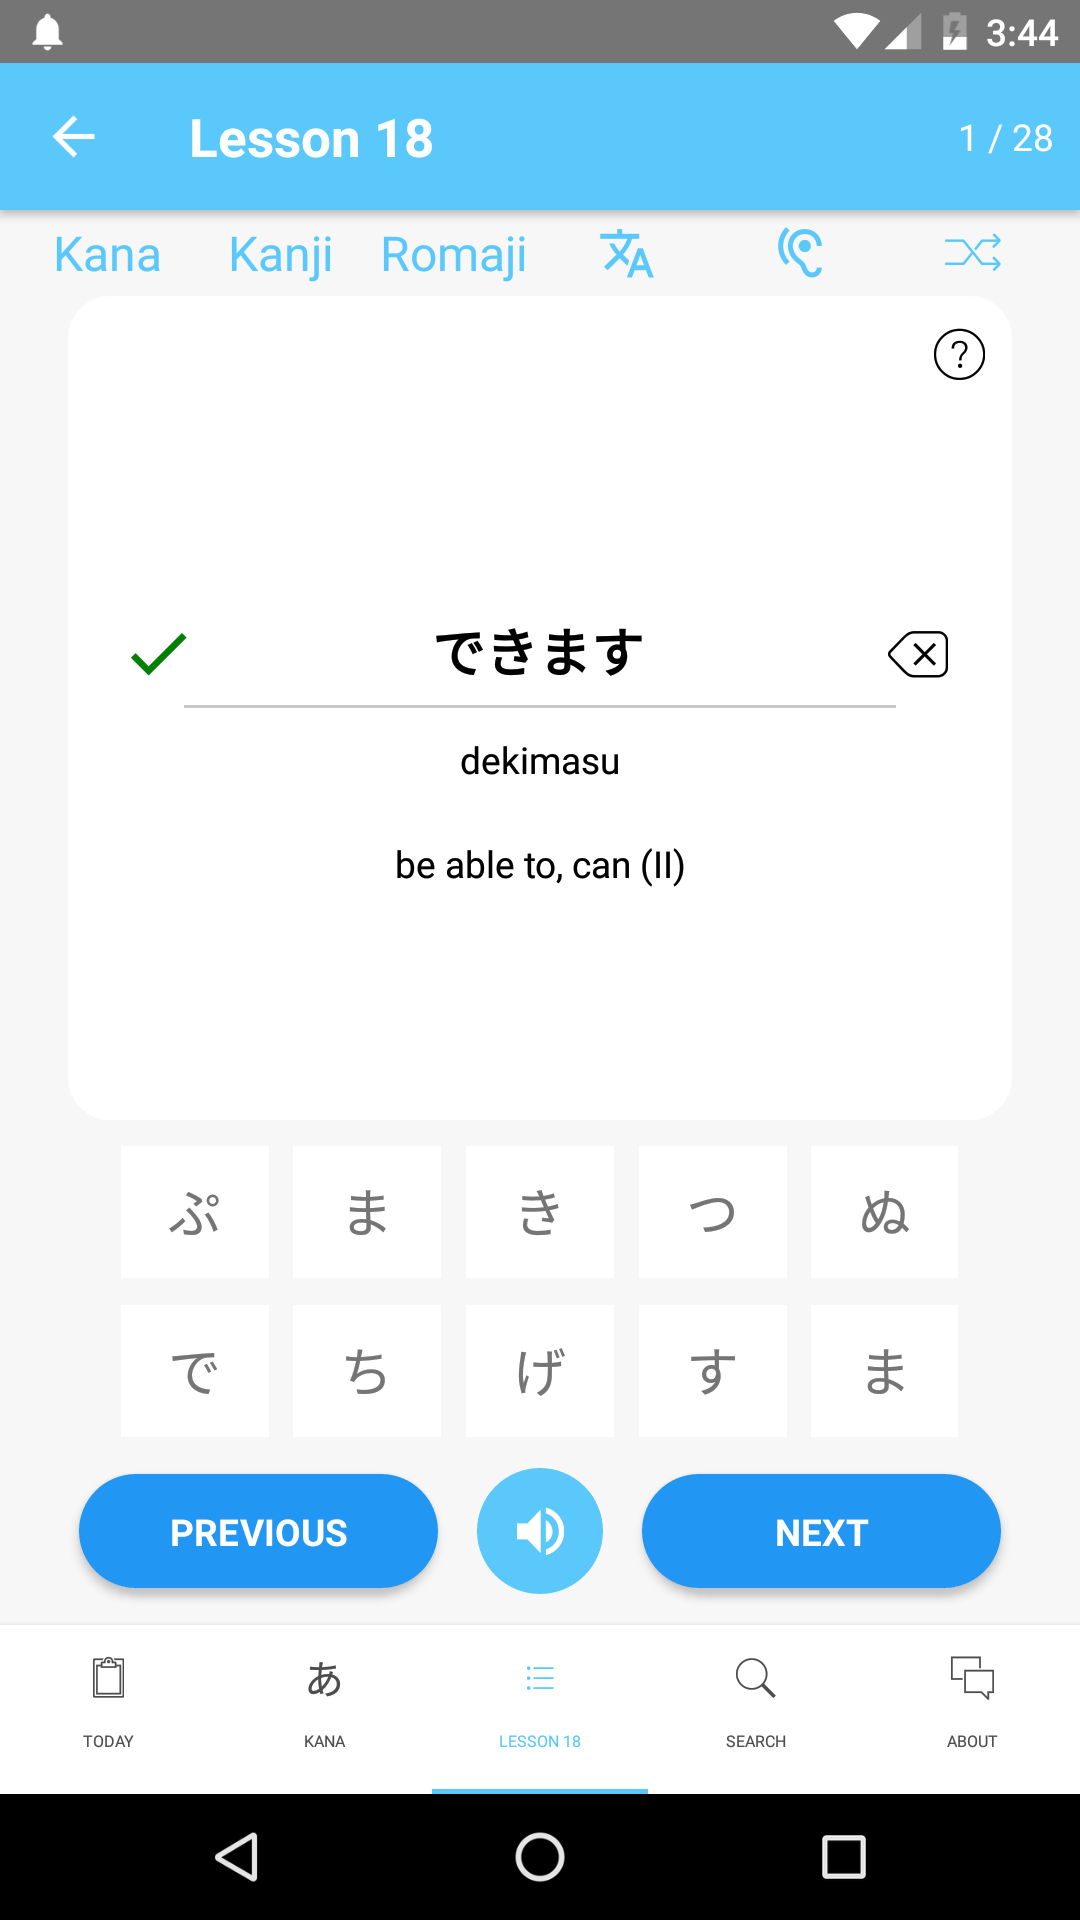 3:44
Lesson 18
1 / 28
Kana Kanji Romaji
?
できます
dekimasu
be able to, can (II)
ぷ ま き つ ぬ
で ち げ す ま
PREVIOUS NEXT
あ
TODAY KANA LESSON 18 SEARCH ABOUT